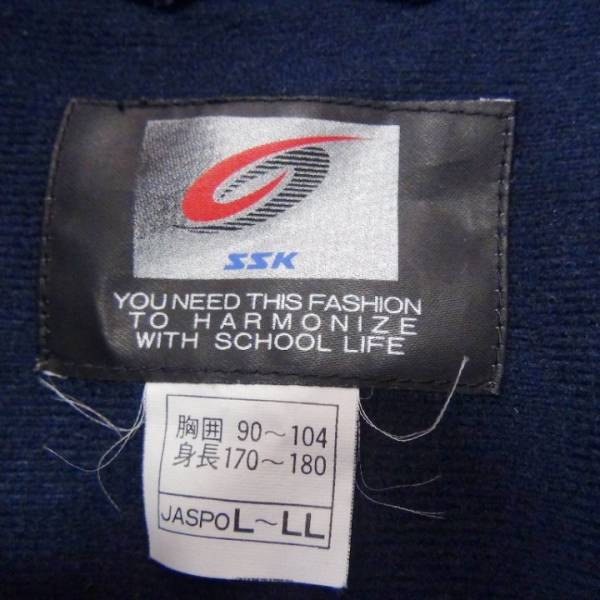 SSK
YOU NEED THIS FASHION
TO HARMONIZE
WITH SCHOOL LIFE
胸囲 90～104
身長 170～180
JASPO L～LL